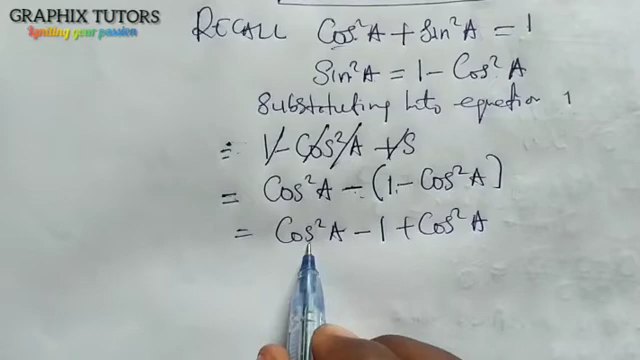 GRAPHIX TUTORS
Igniting your passion
RECALL Cos²A + Sin²A = 1
Sin²A = 1 - Cos²A
Substituting into equation 1
= 1 - Cos²A + S
= Cos²A - (1 - Cos²A)
= Cos²A - 1 + Cos²A